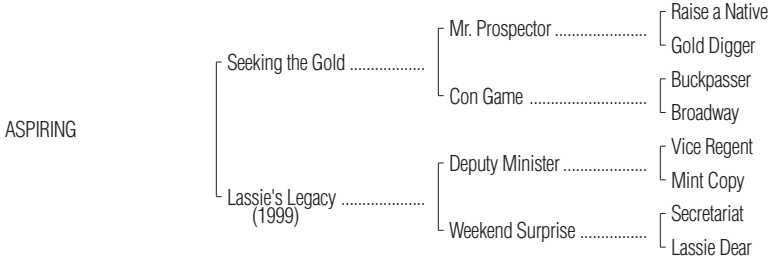 Raise a Native
Mr. Prospector ......................
Gold Digger
Seeking the Gold ..................
Buckpasser
Con Game ............................
Broadway
ASPIRING
Vice Regent
Deputy Minister ....................
Mint Copy
Lassie's Legacy ....................
(1999)
Secretariat
Weekend Surprise ................
Lassie Dear